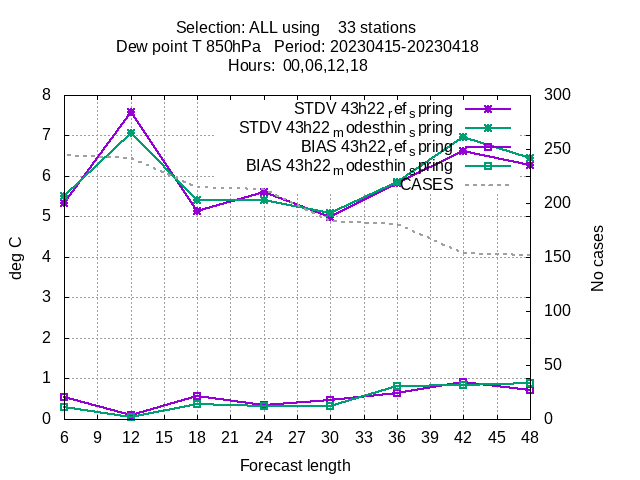 Selection: ALL using    33 stations
Dew point T 850hPa   Period: 20230415-20230418
Hours:  00,06,12,18
8 300
STDV 43h22_ref_spring
7 STDV 43h22_modesthin_spring 250
BIAS 43h22_ref_spring
BIAS 43h22_modesthin_spring
6 CASES
5 200
4 150
3
2 100
1 50
0 0
deg C
No cases
6 9 12 15 18 21 24 27 30 33 36 39 42 45 48
Forecast length